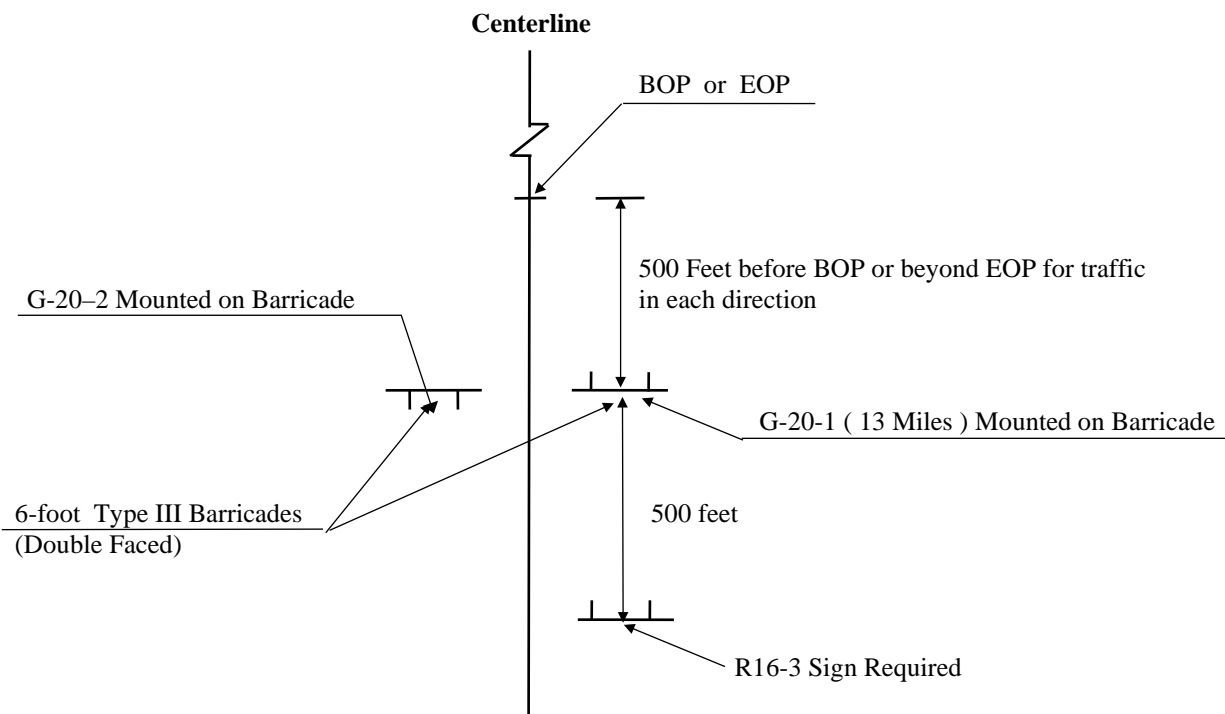 Centerline
BOP or EOP
500 Feet before BOP or beyond EOP for traffic
in each direction
G-20–2 Mounted on Barricade
G-20-1 ( 13 Miles ) Mounted on Barricade
6-foot Type III Barricades
(Double Faced)
500 feet
R16-3 Sign Required